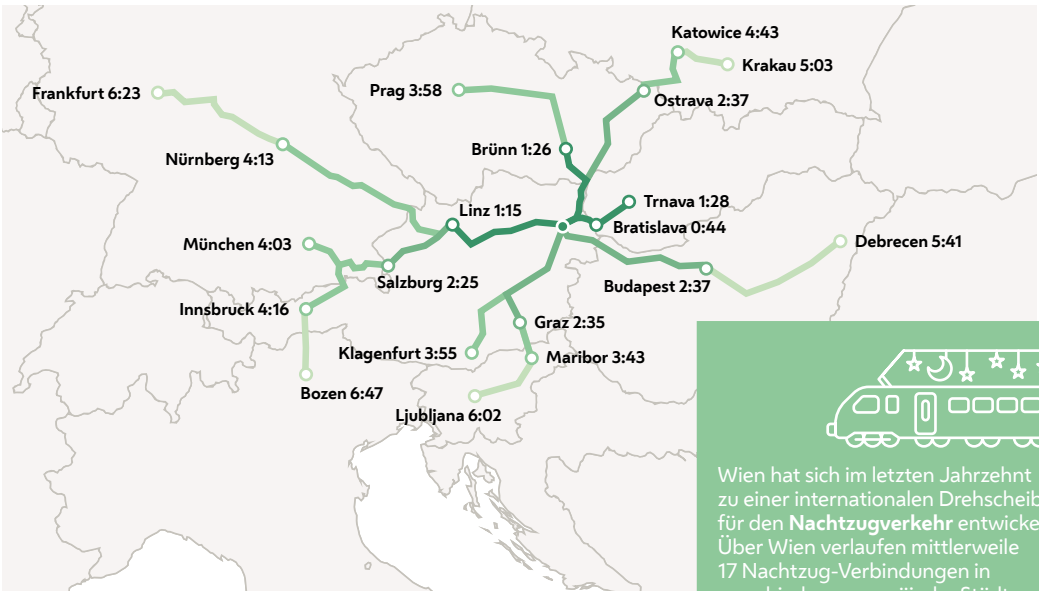 Katowice 4:43
Krakau 5:03
Frankfurt 6:23
Prag 3:58
Ostrava 2:37
Brünn 1:26
Nürnberg 4:13
Trnava 1:28
Linz 1:15
Bratislava 0:44
München 4:03
Debrecen 5:41
Salzburg 2:25
Budapest 2:37
Innsbruck 4:16
Graz 2:35
Klagenfurt 3:55
Maribor 3:43
Bozen 6:47
Ljubljana 6:02
Wien hat sich im letzten Jahrzehnt
zu einer internationalen Drehscheib
für den Nachtzugverkehr entwicke
Über Wien verlaufen mittlerweile
17 Nachtzug-Verbindungen in